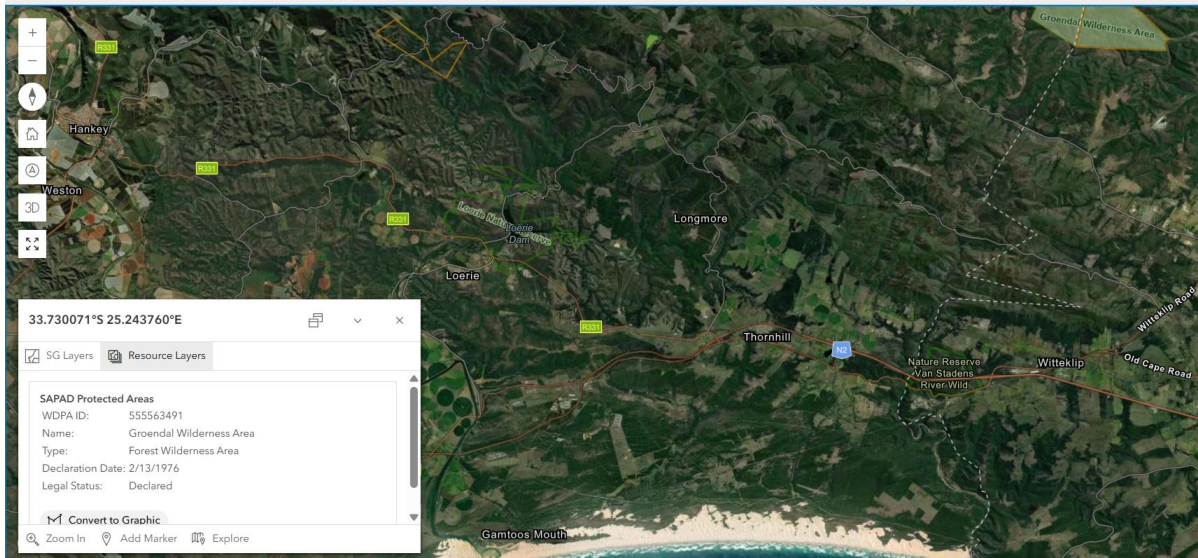 +
Groendal Wilderness Area
R331
−
Hankey
R331
Weston
3D
R331
Loerie Nature Reserve
Loerie
Dam
Longmore
Loerie
Witteklip Road
R331
Thornhill
N2
Nature Reserve
Van Stadens
River Wild
Witteklip
Old Cape Road
Gamtoos Mouth
33.730071°S 25.243760°E
SG Layers Resource Layers
SAPAD Protected Areas
WDPA ID: 555563491
Name: Groendal Wilderness Area
Type: Forest Wilderness Area
Declaration Date: 2/13/1976
Legal Status: Declared
Convert to Graphic
Zoom In Add Marker Explore